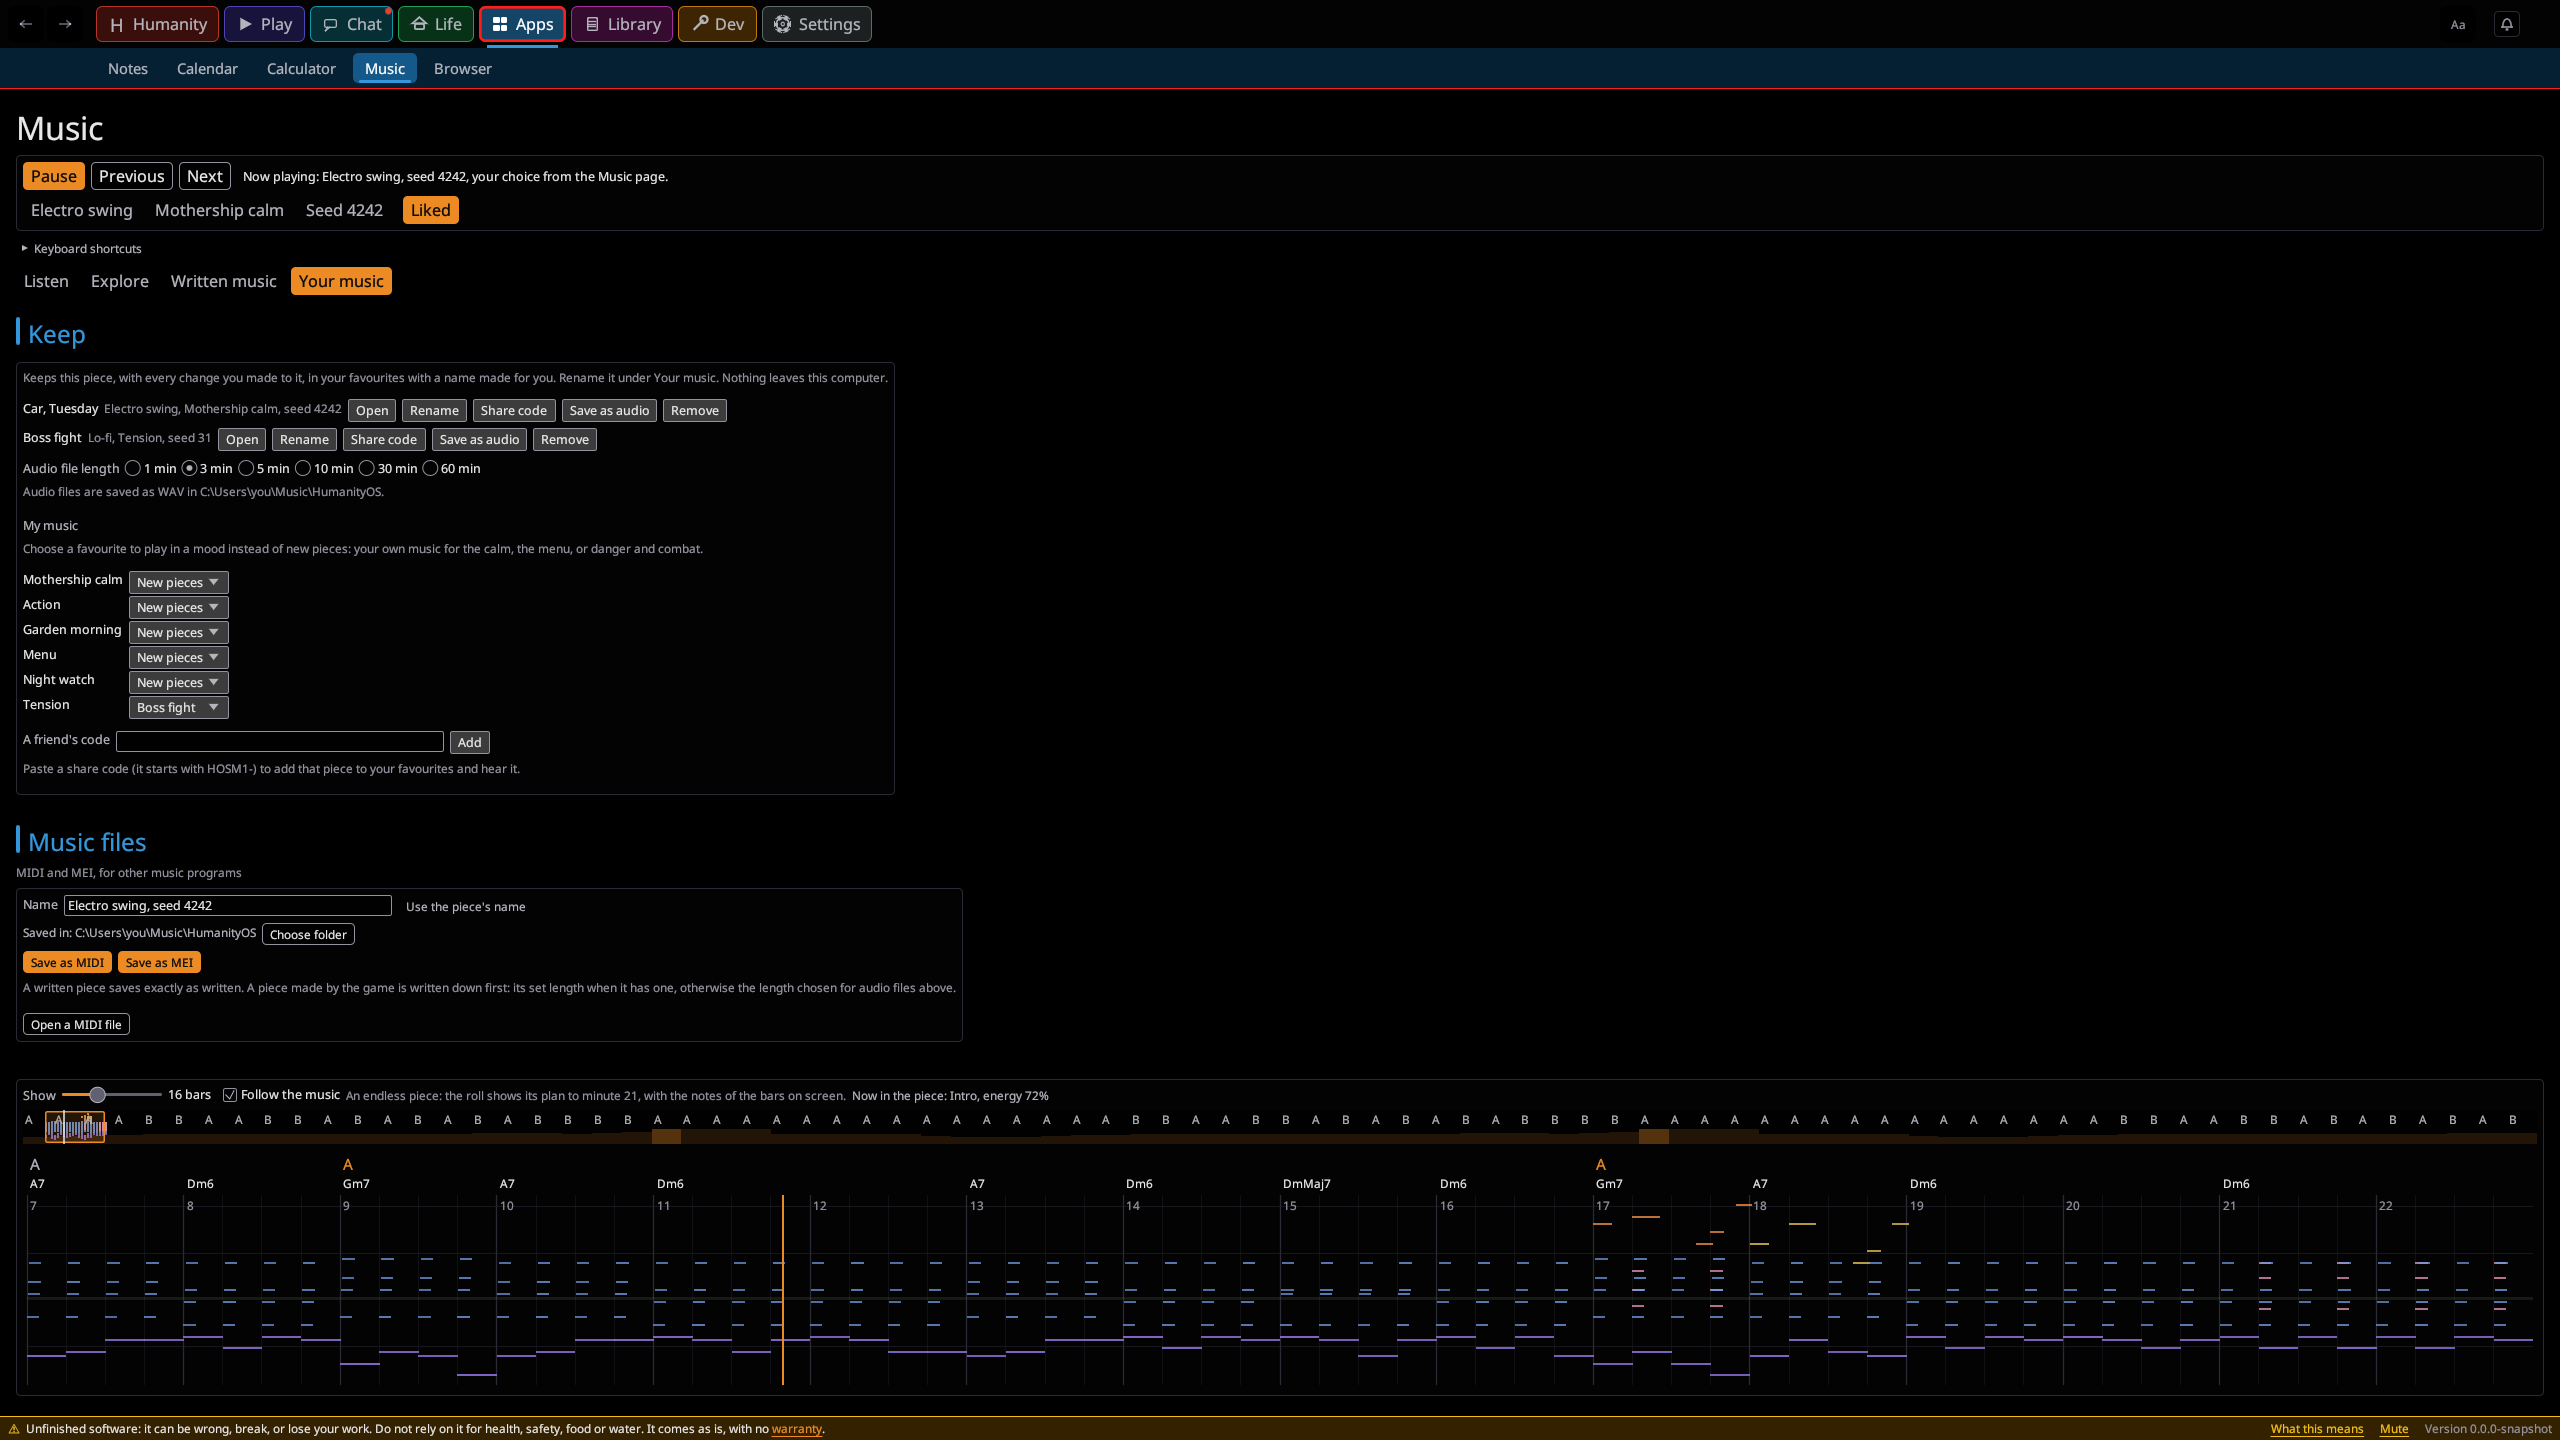 Humanity Play Chat Life Apps Library Dev Settings Aa
Notes Calendar Calculator Music Browser
Music
Pause Previous Next Now playing: Electro swing, seed 4242, your choice from the Music page.
Electro swing Mothership calm Seed 4242 Liked
Keyboard shortcuts
Listen Explore Written music Your music
Keep
Keeps this piece, with every change you made to it, in your favourites with a name made for you. Rename it under Your music. Nothing leaves this computer.
Car, Tuesday Electro swing, Mothership calm, seed 4242 Open Rename Share code Save as audio Remove
Boss fight Lo-fi, Tension, seed 31 Open Rename Share code Save as audio Remove
Audio file length 1 min 3 min 5 min 10 min 30 min 60 min
Audio files are saved as WAV in C:\Users\you\Music\HumanityOS.
My music
Choose a favourite to play in a mood instead of new pieces: your own music for the calm, the menu, or danger and combat.
Mothership calm New pieces
Action New pieces
Garden morning New pieces
Menu New pieces
Night watch New pieces
Tension Boss fight
A friend's code Add
Paste a share code (it starts with HOSM1-) to add that piece to your favourites and hear it.
Music files
MIDI and MEI, for other music programs
Name Electro swing, seed 4242 Use the piece's name
Saved in: C:\Users\you\Music\HumanityOS Choose folder
Save as MIDI Save as MEI
A written piece saves exactly as written. A piece made by the game is written down first: its set length when it has one, otherwise the length chosen for audio files above.
Open a MIDI file
Show 16 bars Follow the music An endless piece: the roll shows its plan to minute 21, with the notes of the bars on screen. Now in the piece: Intro, energy 72%
A A A A B B A A B B A B A B A B A B B B B A A A A A A A A A A A A A A A A B B A A B B A B A B A B A B B B B A A A A A A A A A A A A A A A A B B A A B B A B A B A B
A A A
A7 Dm6 Gm7 A7 Dm6 A7 Dm6 DmMaj7 Dm6 Gm7 A7 Dm6 Dm6
7 8 9 10 11 12 13 14 15 16 17 18 19 20 21 22
Unfinished software: it can be wrong, break, or lose your work. Do not rely on it for health, safety, food or water. It comes as is, with no warranty. What this means Mute Version 0.0.0-snapshot